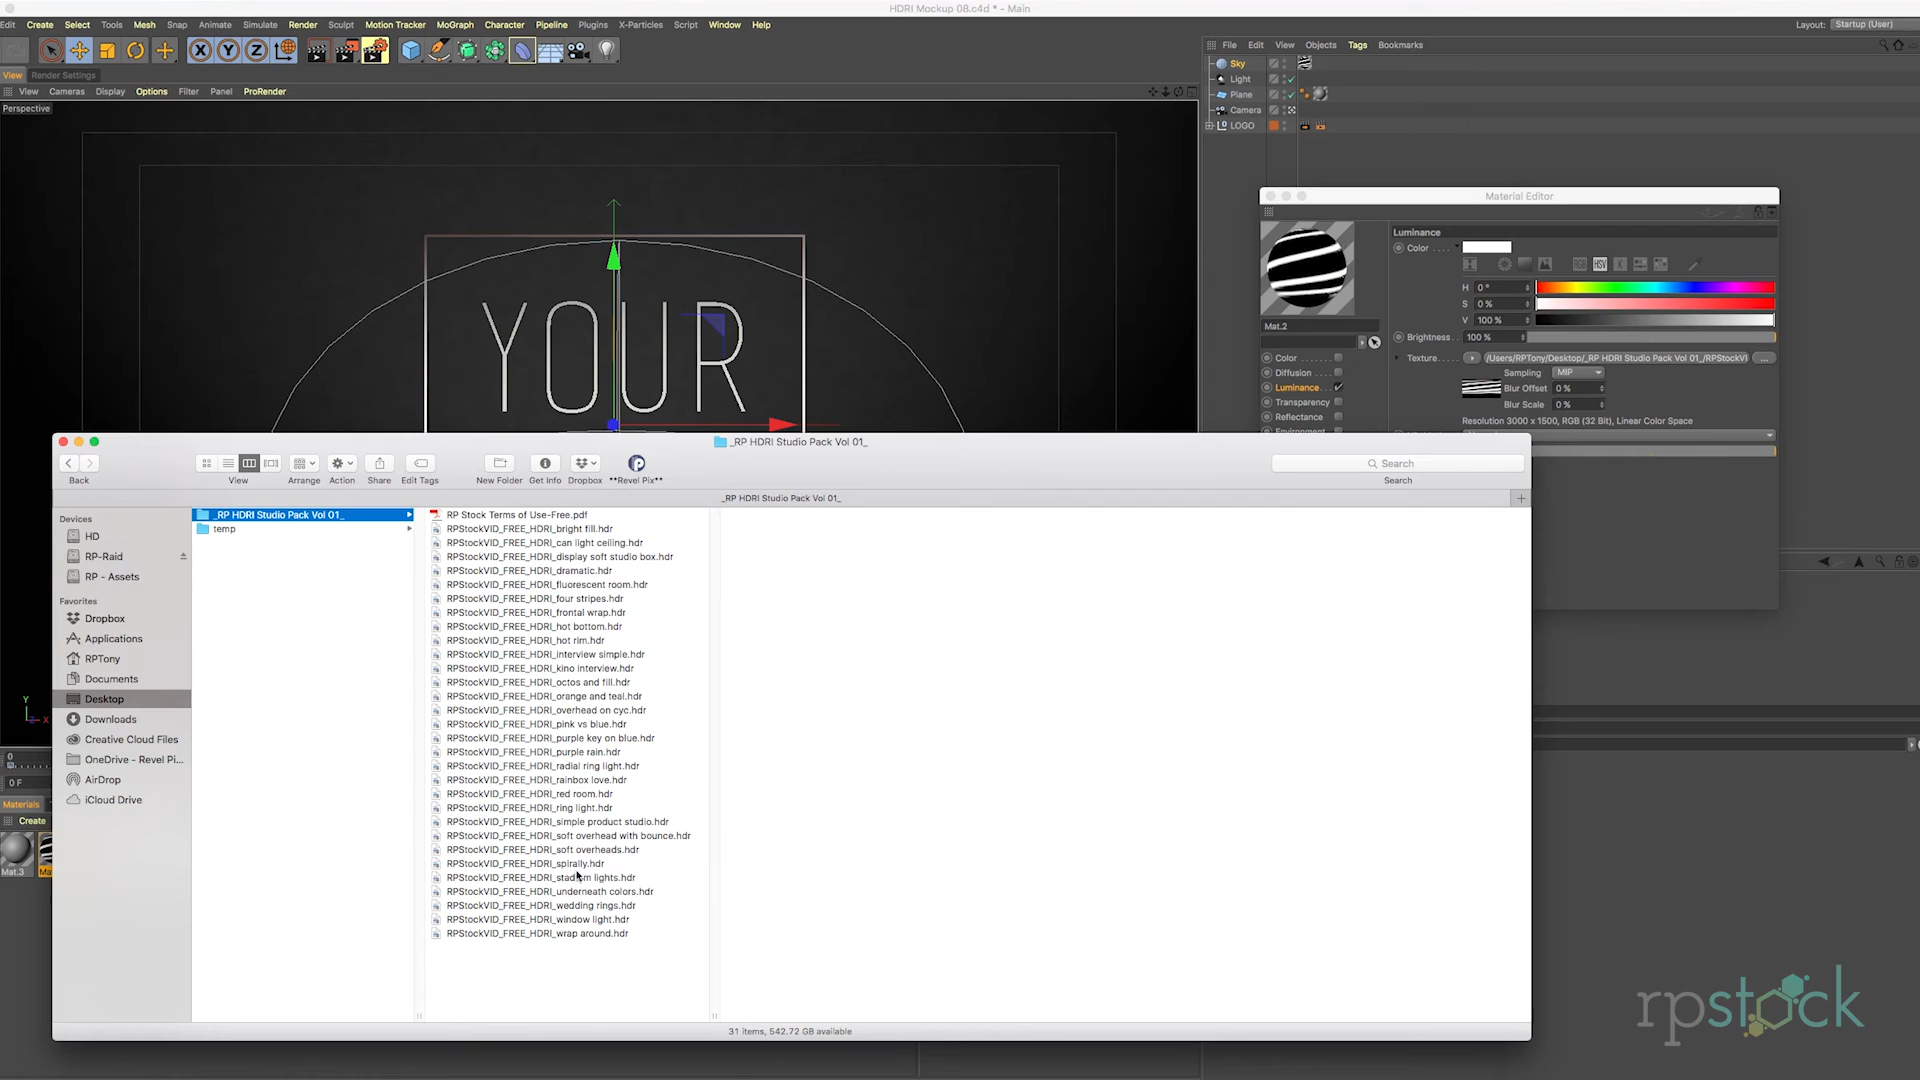 HDRI Mockup 08.c4d * - Main
Edit Create Select Tools Mesh Snap Animate Simulate Render Sculpt Motion Tracker MoGraph Character Pipeline Plugins X-Particles Script Window Help
Layout: Startup (User)
View Render Settings
View Cameras Display Options Filter Panel ProRender
Perspective
File Edit View Objects Tags Bookmarks
Sky
Light
Plane
Camera
LOGO
YOUR
Material Editor
Luminance
Color
H 0°
S 0 %
V 100 %
Mat.2
Brightness 100 %
Color
Texture /Users/RPTony/Desktop/_RP HDRI Studio Pack Vol 01_/RPStockVI ...
Diffusion
Sampling MIP
Luminance
Blur Offset 0 %
Transparency
Blur Scale 0 %
Reflectance
Resolution 3000 x 1500, RGB (32 Bit), Linear Color Space
Y
X
0
0 F
Materials
Create
Mat.3
_RP HDRI Studio Pack Vol 01_
Back View Arrange Action Share Edit Tags New Folder Get Info Dropbox **Revel Pix**
Search
Search
_RP HDRI Studio Pack Vol 01_
Devices
HD
RP-Raid
RP - Assets
Favorites
Dropbox
Applications
RPTony
Documents
Desktop
Downloads
Creative Cloud Files
OneDrive - Revel Pi...
AirDrop
iCloud Drive
_RP HDRI Studio Pack Vol 01_
temp
RP Stock Terms of Use-Free.pdf
RPStockVID_FREE_HDRI_bright fill.hdr
RPStockVID_FREE_HDRI_can light ceiling.hdr
RPStockVID_FREE_HDRI_display soft studio box.hdr
RPStockVID_FREE_HDRI_dramatic.hdr
RPStockVID_FREE_HDRI_fluorescent room.hdr
RPStockVID_FREE_HDRI_four stripes.hdr
RPStockVID_FREE_HDRI_frontal wrap.hdr
RPStockVID_FREE_HDRI_hot bottom.hdr
RPStockVID_FREE_HDRI_hot rim.hdr
RPStockVID_FREE_HDRI_interview simple.hdr
RPStockVID_FREE_HDRI_kino interview.hdr
RPStockVID_FREE_HDRI_octos and fill.hdr
RPStockVID_FREE_HDRI_orange and teal.hdr
RPStockVID_FREE_HDRI_overhead on cyc.hdr
RPStockVID_FREE_HDRI_pink vs blue.hdr
RPStockVID_FREE_HDRI_purple key on blue.hdr
RPStockVID_FREE_HDRI_purple rain.hdr
RPStockVID_FREE_HDRI_radial ring light.hdr
RPStockVID_FREE_HDRI_rainbox love.hdr
RPStockVID_FREE_HDRI_red room.hdr
RPStockVID_FREE_HDRI_ring light.hdr
RPStockVID_FREE_HDRI_simple product studio.hdr
RPStockVID_FREE_HDRI_soft overhead with bounce.hdr
RPStockVID_FREE_HDRI_soft overheads.hdr
RPStockVID_FREE_HDRI_spirally.hdr
RPStockVID_FREE_HDRI_stadium lights.hdr
RPStockVID_FREE_HDRI_underneath colors.hdr
RPStockVID_FREE_HDRI_wedding rings.hdr
RPStockVID_FREE_HDRI_window light.hdr
RPStockVID_FREE_HDRI_wrap around.hdr
31 items, 542.72 GB available
rpstock